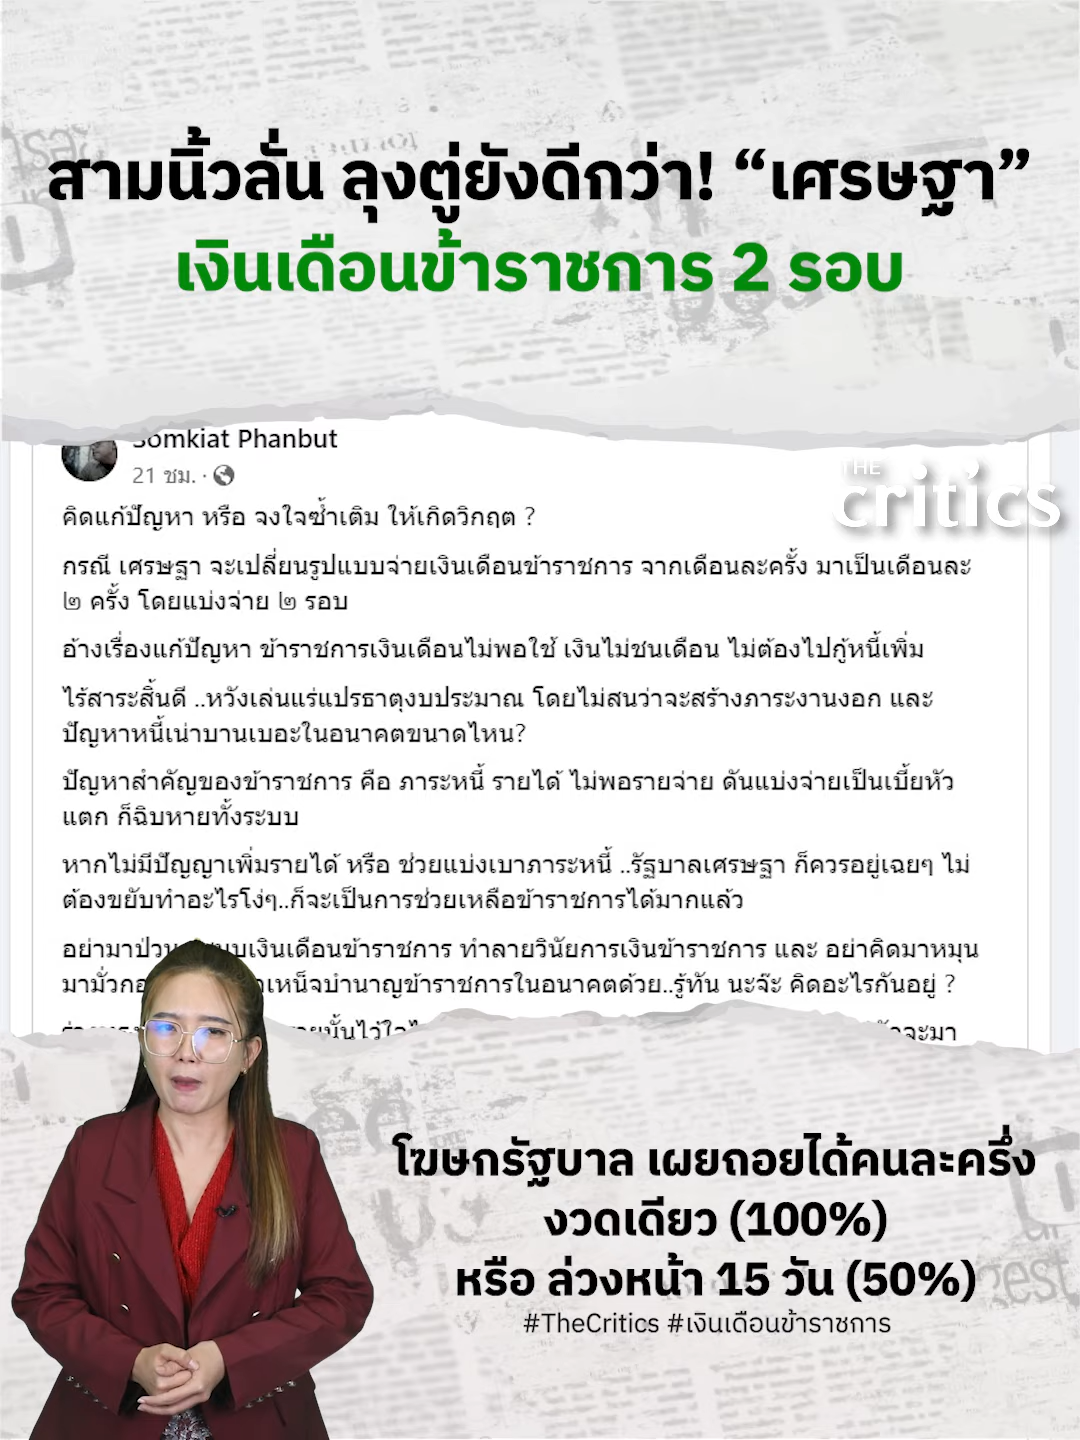 สามนิ้วลั่น ลุงตู่ยังดีกว่า! “เศรษฐา”
เงินเดือนข้าราชการ 2 รอบ
Somkiat Phanbut
21 ชม. ·
THE
critics
คิดแก้ปัญหา หรือ จงใจซ้ำเติม ให้เกิดวิกฤต ?
กรณี เศรษฐา จะเปลี่ยนรูปแบบจ่ายเงินเดือนข้าราชการ จากเดือนละครั้ง มาเป็นเดือนละ
๒ ครั้ง โดยแบ่งจ่าย ๒ รอบ
อ้างเรื่องแก้ปัญหา ข้าราชการเงินเดือนไม่พอใช้ เงินไม่ชนเดือน ไม่ต้องไปกู้หนี้เพิ่ม
ไร้สาระสิ้นดี ..หวังเล่นแร่แปรธาตุงบประมาณ โดยไม่สนว่าจะสร้างภาระงานงอก และ
ปัญหาหนี้เน่าบานเบอะในอนาคตขนาดไหน?
ปัญหาสำคัญของข้าราชการ คือ ภาระหนี้ รายได้ ไม่พอรายจ่าย ดันแบ่งจ่ายเป็นเบี้ยหัว
แตก ก็ฉิบหายทั้งระบบ
หากไม่มีปัญญาเพิ่มรายได้ หรือ ช่วยแบ่งเบาภาระหนี้ ..รัฐบาลเศรษฐา ก็ควรอยู่เฉยๆ ไม่
ต้องขยับทำอะไรโง่ๆ..ก็จะเป็นการช่วยเหลือข้าราชการได้มากแล้ว
อย่ามาป่วน เงินเดือนข้าราชการ ทำลายวินัยการเงินข้าราชการ และ อย่าคิดมาหมุน
มามั่ว เหน็จบำนาญข้าราชการในอนาคตด้วย..รู้ทัน นะจ๊ะ คิดอะไรกันอยู่ ?
จะมา
โฆษกรัฐบาล เผยถอยได้คนละครึ่ง
งวดเดียว (100%)
หรือ ล่วงหน้า 15 วัน (50%)
#TheCritics #เงินเดือนข้าราชการ